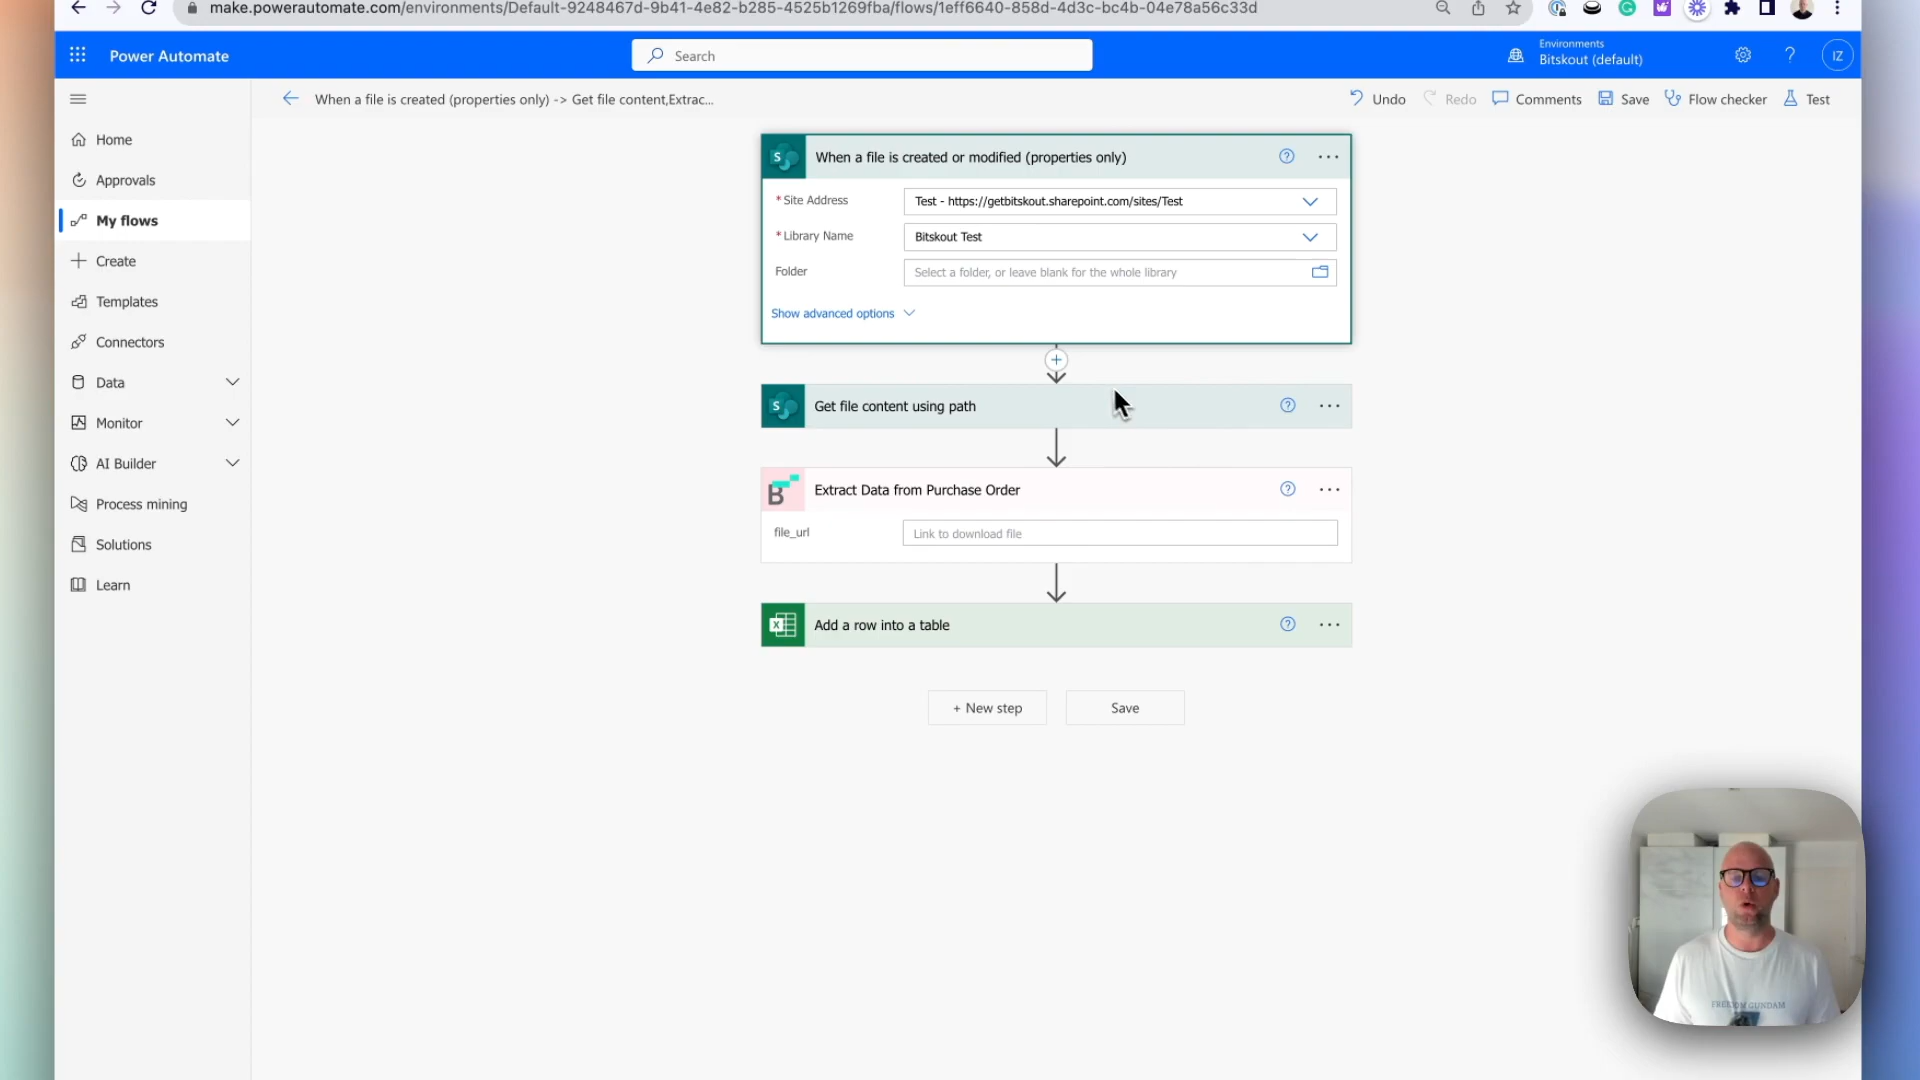 make.powerautomate.com/environments/Default-9248467d-9b41-4e82-b285-4525b1269fba/flows/1eff6640-858d-4d3c-bc4b-04e78a56c33d
Power Automate
Search
Environments
Bitskout (default)
?
IZ
When a file is created (properties only) -> Get file content,Extrac...
Undo
Redo
Comments
Save
Flow checker
Test
Home
Approvals
My flows
Create
Templates
Connectors
Data
Monitor
AI Builder
Process mining
Solutions
Learn
S
When a file is created or modified (properties only)
* Site Address
Test - https://getbitskout.sharepoint.com/sites/Test
* Library Name
Bitskout Test
Folder
Select a folder, or leave blank for the whole library
Show advanced options
S
Get file content using path
B
Extract Data from Purchase Order
file_url
Link to download file
X
Add a row into a table
+ New step
Save
FREEDOM GUNDAM